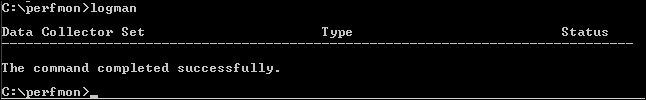 C:\perfmon>logman
Data Collector Set                      Type                          Status
-------------------------------------------------------------------------------
The command completed successfully.
C:\perfmon>_